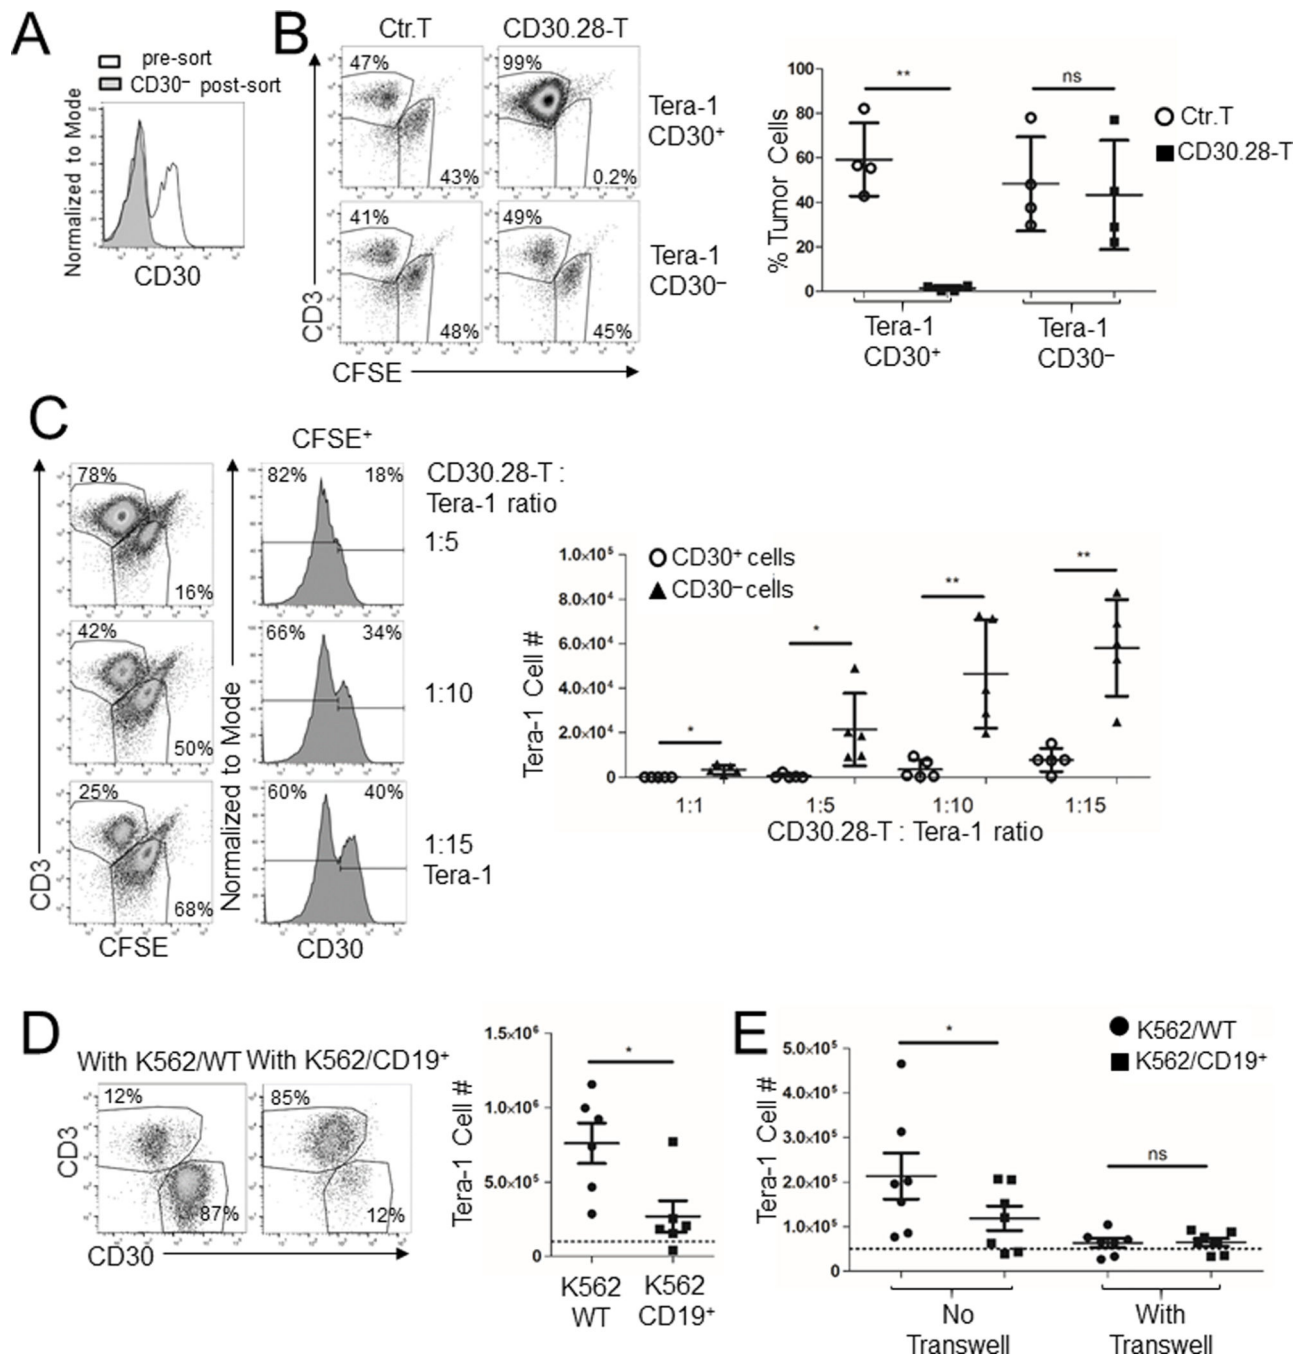 A
pre-sort
CD30– post-sort
Normalized to Mode
CD30
B
Ctr.T
CD30.28-T
47%
43%
99%
0.2%
Tera-1
CD30+
41%
48%
49%
45%
Tera-1
CD30–
CD3
CFSE
% Tumor Cells
100
80
60
40
20
0
**
ns
Ctr.T
CD30.28-T
Tera-1
CD30+
Tera-1
CD30–
C
CFSE+
78%
16%
82%
18%
CD30.28-T :
Tera-1 ratio
1:5
42%
50%
66%
34%
1:10
25%
68%
60%
40%
1:15
Tera-1
CD3
CFSE
Normalized to Mode
CD30
Tera-1 Cell #
1.0×10⁵
8.0×10⁴
6.0×10⁴
4.0×10⁴
2.0×10⁴
0
CD30+ cells
CD30– cells
*
*
**
**
1:1
1:5
1:10
1:15
CD30.28-T : Tera-1 ratio
D
With K562/WT
With K562/CD19+
12%
87%
85%
12%
CD3
CD30
Tera-1 Cell #
1.5×10⁶
1.0×10⁶
5.0×10⁵
0
*
K562
WT
K562
CD19+
E
K562/WT
K562/CD19+
Tera-1 Cell #
5.0×10⁵
4.0×10⁵
3.0×10⁵
2.0×10⁵
1.0×10⁵
0
*
ns
No
Transwell
With
Transwell